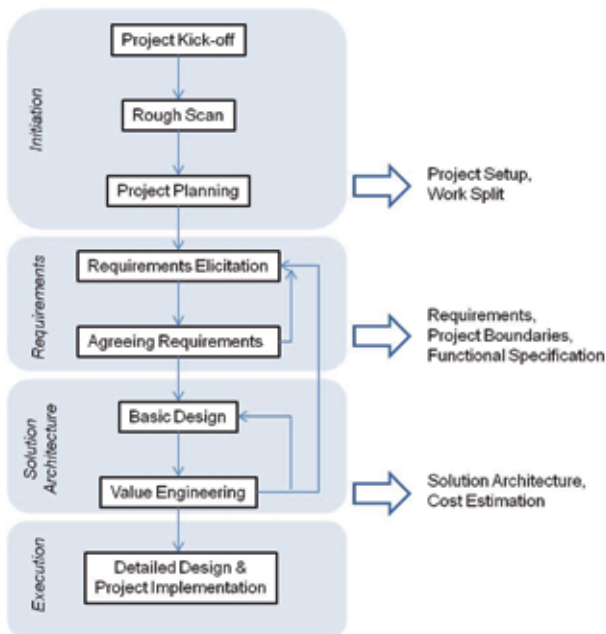 Initiation
Project Kick-off
Rough Scan
Project Planning
Project Setup,
Work Split
Requirements
Requirements Elicitation
Agreeing Requirements
Requirements,
Project Boundaries,
Functional Specification
Solution
Architecture
Basic Design
Value Engineering
Solution Architecture,
Cost Estimation
Execution
Detailed Design &
Project Implementation